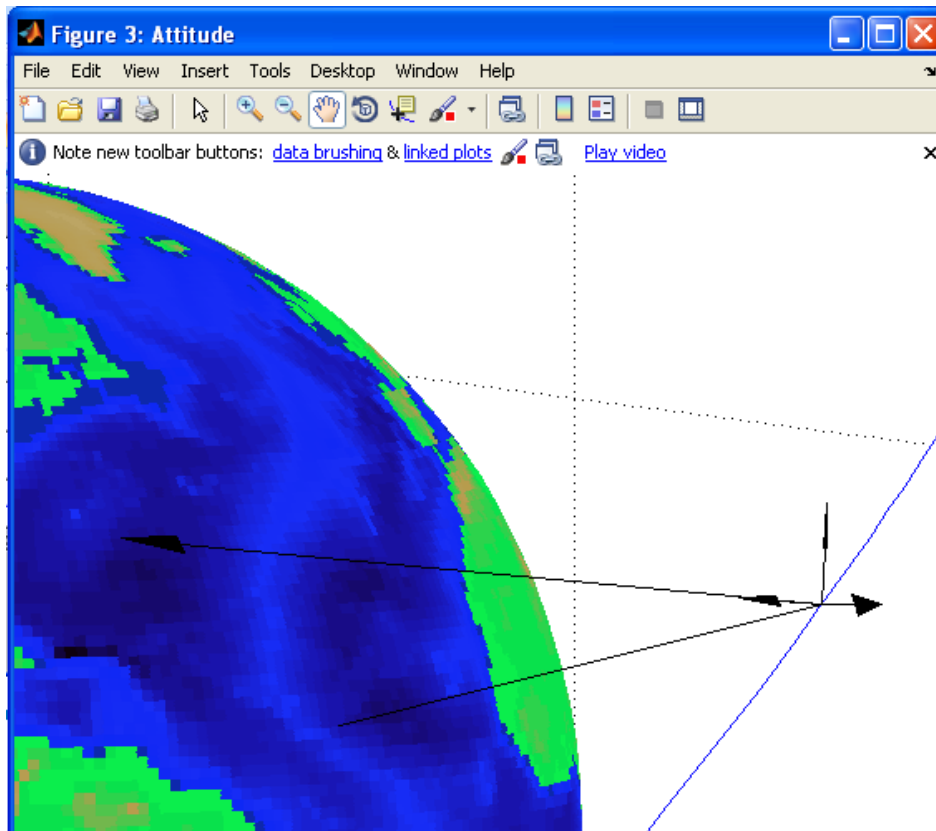 Figure 3: Attitude
File Edit View Insert Tools Desktop Window Help
Note new toolbar buttons: data brushing & linked plots Play video